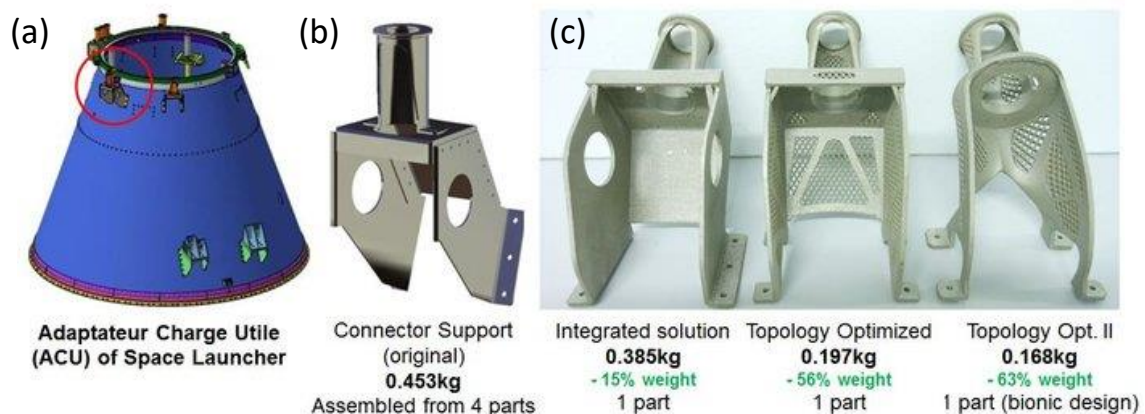 (a)
Adaptateur Charge Utile
(ACU) of Space Launcher
(b)
Connector Support
(original)
0.453kg
Assembled from 4 parts
(c)
Integrated solution
0.385kg
- 15% weight
1 part
Topology Optimized
0.197kg
- 56% weight
1 part
Topology Opt. II
0.168kg
- 63% weight
1 part (bionic design)